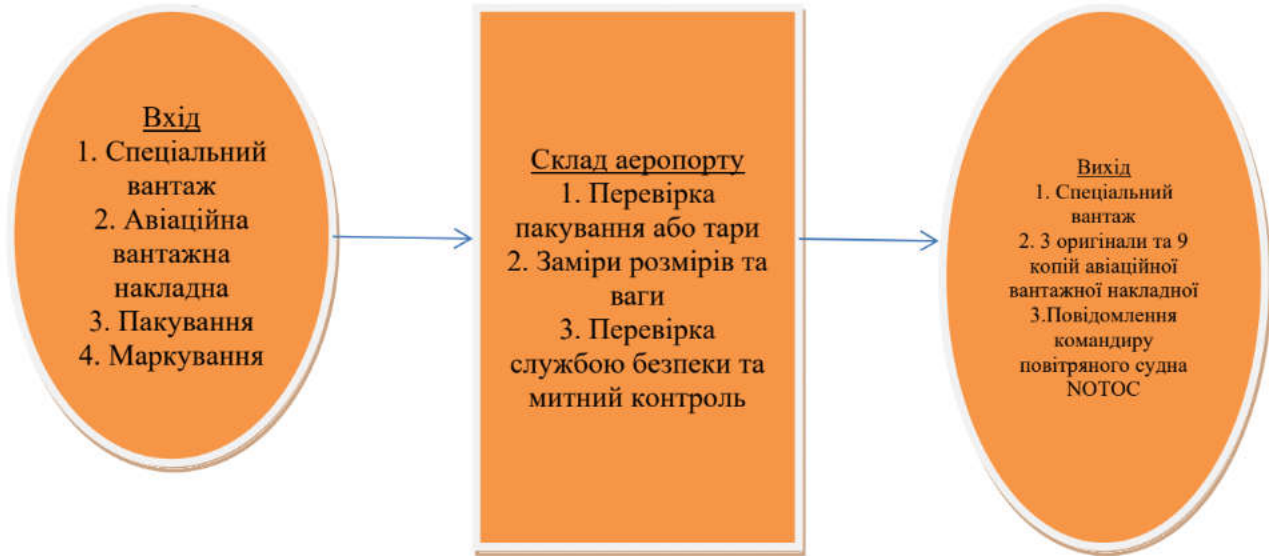 Вхід
1. Спеціальний
вантаж
2. Авіаційна
вантажна
накладна
3. Пакування
4. Маркування
Склад аеропорту
1. Перевірка
пакування або тари
2. Заміри розмірів та
ваги
3. Перевірка
службою безпеки та
митний контроль
Вихід
1. Спеціальний
вантаж
2. 3 оригінали та 9
копій авіаційної
вантажної накладної
3.Повідомлення
командиру
повітряного судна
NOTOC